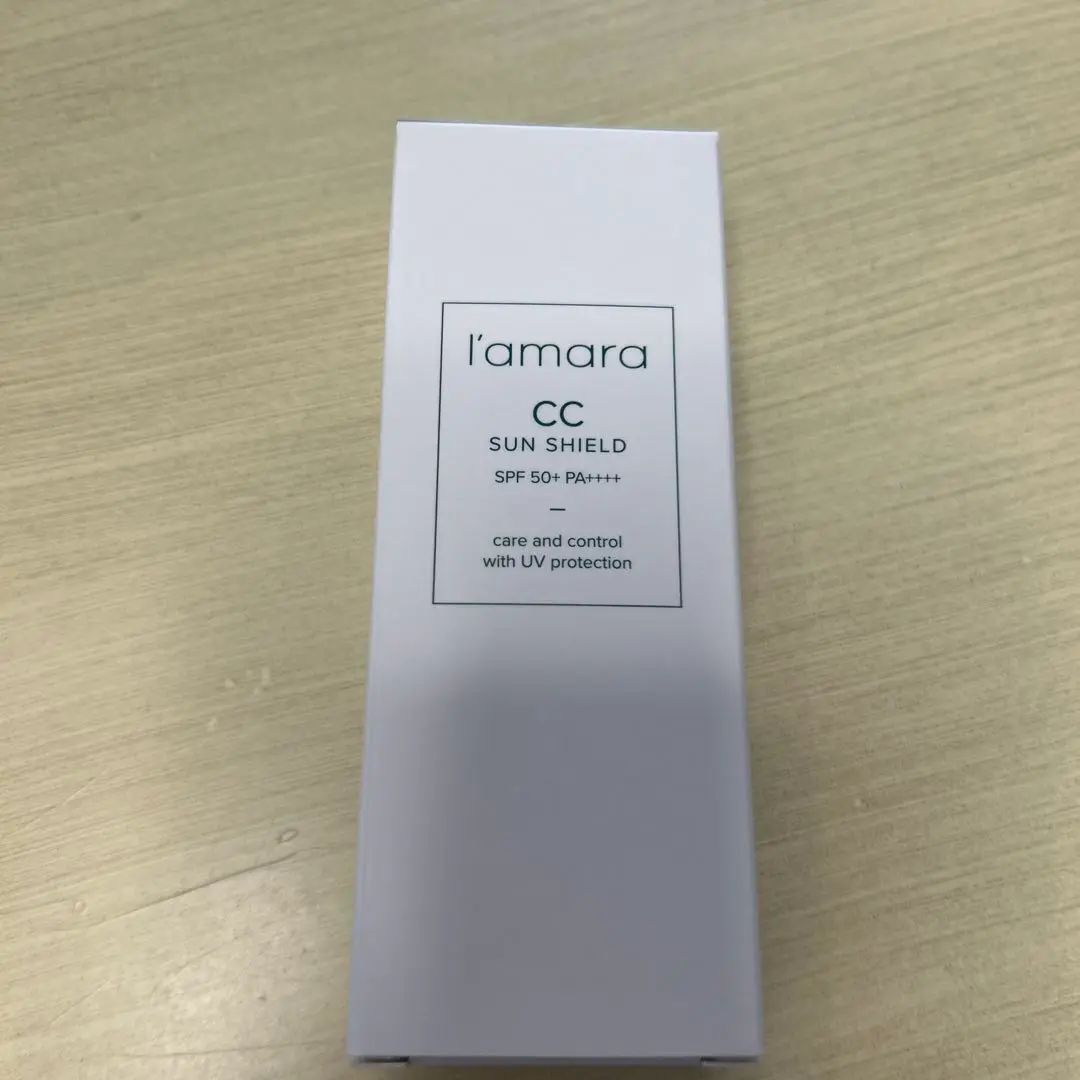 l'amara
CC
SUN SHIELD
SPF 50+ PA++++
—
care and control
with UV protection